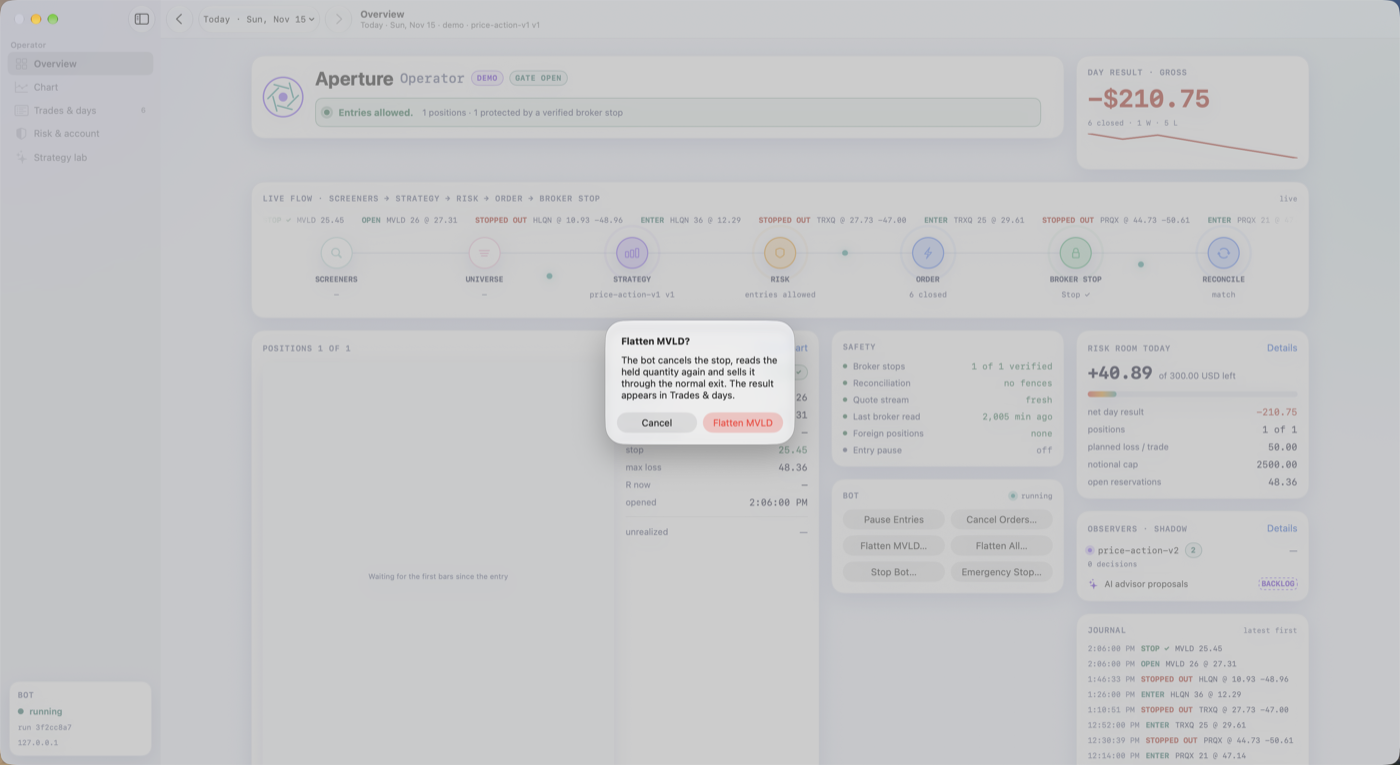 Today · Sun, Nov 15
Overview
Today · Sun, Nov 15 · demo · price-action-v1 v1
Operator
Overview
Chart
Trades & days 6
Risk & account
Strategy lab
Aperture Operator DEMO GATE OPEN
Entries allowed. 1 positions · 1 protected by a verified broker stop
DAY RESULT · GROSS
−$210.75
6 closed · 1 W · 5 L
LIVE FLOW · SCREENERS → STRATEGY → RISK → ORDER → BROKER STOP live
STOP ✓ MVLD 25.45 OPEN MVLD 26 @ 27.31 STOPPED OUT HLQN @ 10.93 −48.96 ENTER HLQN 36 @ 12.29 STOPPED OUT TRXQ @ 27.73 −47.00 ENTER TRXQ 25 @ 29.61 STOPPED OUT PRQX @ 44.73 −50.61 ENTER PRQX 21 @
SCREENERS UNIVERSE STRATEGY RISK ORDER BROKER STOP RECONCILE
— — price-action-v1 v1 entries allowed 6 closed Stop ✓ match
POSITIONS 1 OF 1
Waiting for the first bars since the entry
art
✓
26
31
—
stop 25.45
max loss 48.36
R now —
opened 2:06:00 PM
unrealized —
Flatten MVLD?
The bot cancels the stop, reads the
held quantity again and sells it
through the normal exit. The result
appears in Trades & days.
Cancel Flatten MVLD
SAFETY
Broker stops 1 of 1 verified
Reconciliation no fences
Quote stream fresh
Last broker read 2,005 min ago
Foreign positions none
Entry pause off
BOT running
Pause Entries Cancel Orders...
Flatten MVLD... Flatten All...
Stop Bot... Emergency Stop...
RISK ROOM TODAY Details
+40.89 of 300.00 USD left
net day result −210.75
positions 1 of 1
planned loss / trade 50.00
notional cap 2500.00
open reservations 48.36
OBSERVERS · SHADOW Details
price-action-v2 2 —
0 decisions
AI advisor proposals BACKLOG
JOURNAL latest first
2:06:00 PM STOP ✓ MVLD 25.45
2:06:00 PM OPEN MVLD 26 @ 27.31
1:46:33 PM STOPPED OUT HLQN @ 10.93 −48.96
1:26:00 PM ENTER HLQN 36 @ 12.29
1:10:51 PM STOPPED OUT TRXQ @ 27.73 −47.00
12:52:00 PM ENTER TRXQ 25 @ 29.61
12:30:39 PM STOPPED OUT PRQX @ 44.73 −50.61
12:14:00 PM ENTER PRQX 21 @ 47.14
BOT
running
run 3f2cc8a7
127.0.0.1